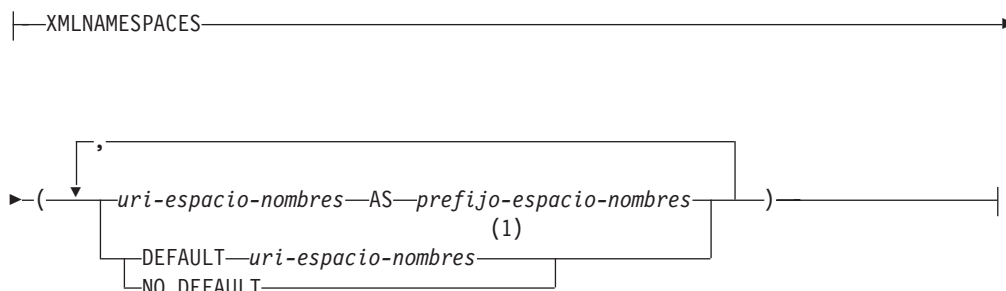 XMLNAMESPACES
,
( uri-espacio-nombres AS prefijo-espacio-nombres )
(1)
DEFAULT uri-espacio-nombres
NO DEFAULT